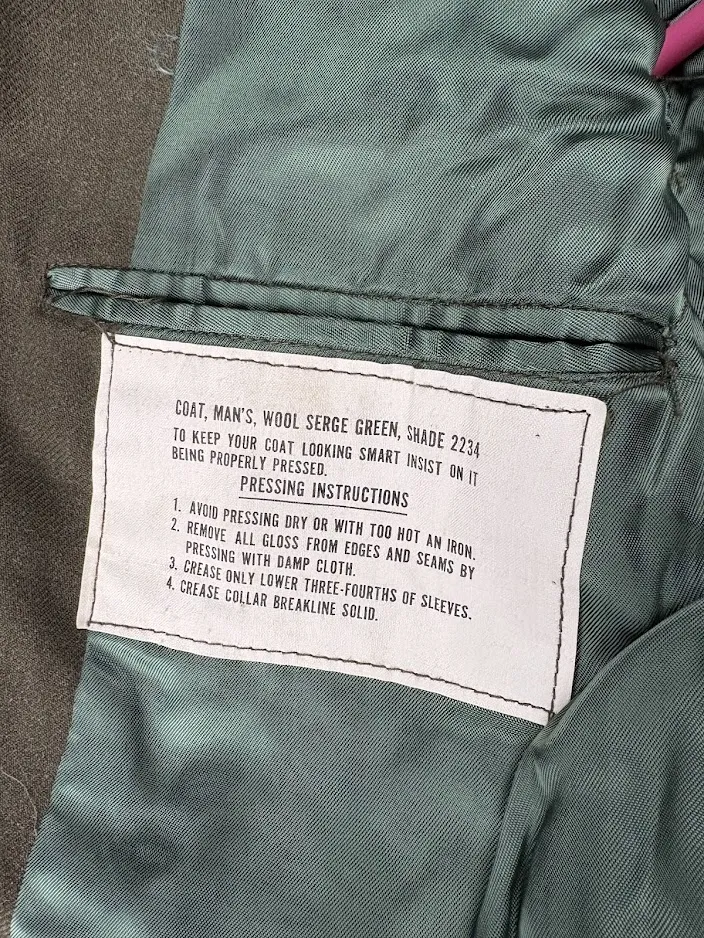 COAT, MAN'S, WOOL SERGE GREEN, SHADE 2234
TO KEEP YOUR COAT LOOKING SMART INSIST ON IT
BEING PROPERLY PRESSED.
PRESSING INSTRUCTIONS
1. AVOID PRESSING DRY OR WITH TOO HOT AN IRON.
2. REMOVE ALL GLOSS FROM EDGES AND SEAMS BY
PRESSING WITH DAMP CLOTH.
3. CREASE ONLY LOWER THREE-FOURTHS OF SLEEVES.
4. CREASE COLLAR BREAKLINE SOLID.